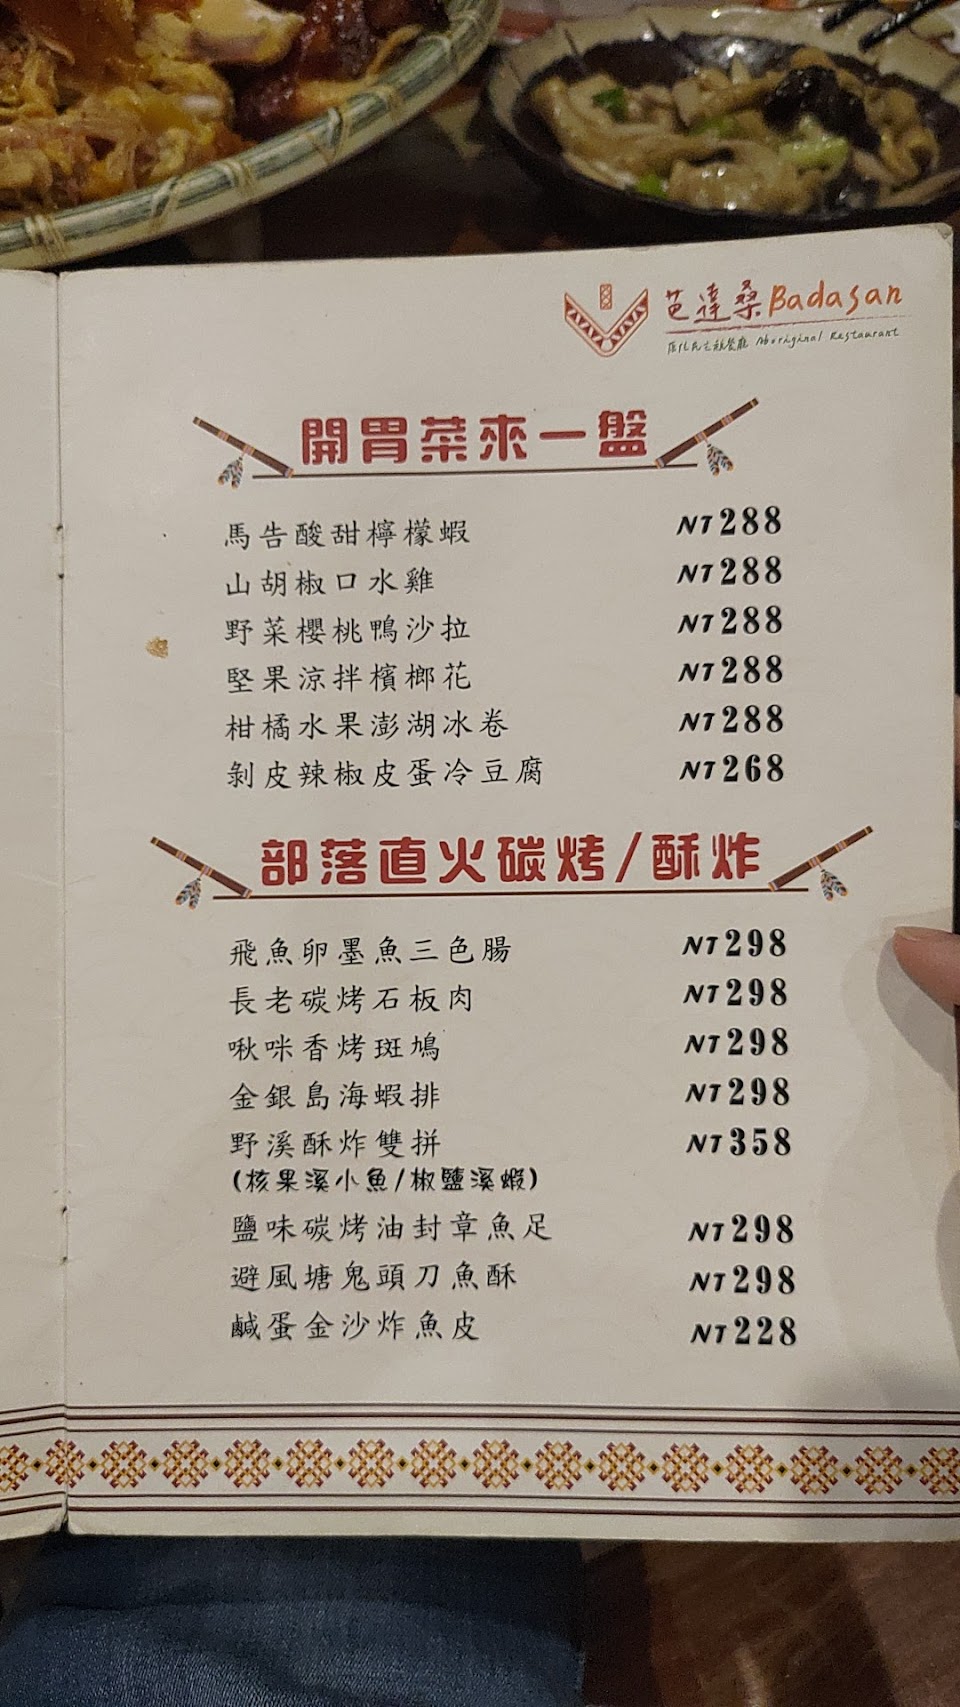 芭達桑 Badasan
原住民主題餐廳 Aboriginal Restaurant
開胃菜來一盤
馬告酸甜檸檬蝦 NT288
山胡椒口水雞 NT288
野菜櫻桃鴨沙拉 NT288
堅果涼拌檳榔花 NT288
柑橘水果澎湖冰卷 NT288
剝皮辣椒皮蛋冷豆腐 NT268
部落直火碳烤/酥炸
飛魚卵墨魚三色腸 NT298
長老碳烤石板肉 NT298
啾咪香烤斑鳩 NT298
金銀島海蝦排 NT298
野溪酥炸雙拼 NT358
(核果溪小魚/椒鹽溪蝦)
鹽味碳烤油封章魚足 NT298
避風塘鬼頭刀魚酥 NT298
鹹蛋金沙炸魚皮 NT228